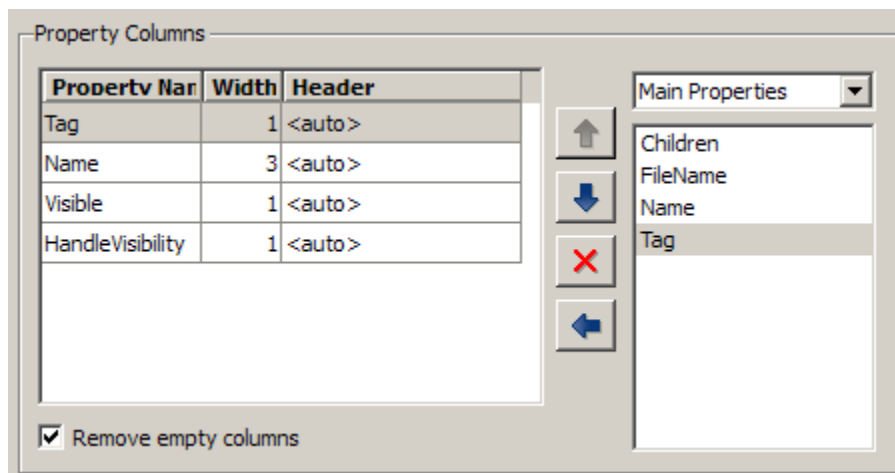 Property Columns
Property Nar Width Header
Tag 1 <auto>
Name 3 <auto>
Visible 1 <auto>
HandleVisibility 1 <auto>
Remove empty columns
Main Properties
Children
FileName
Name
Tag